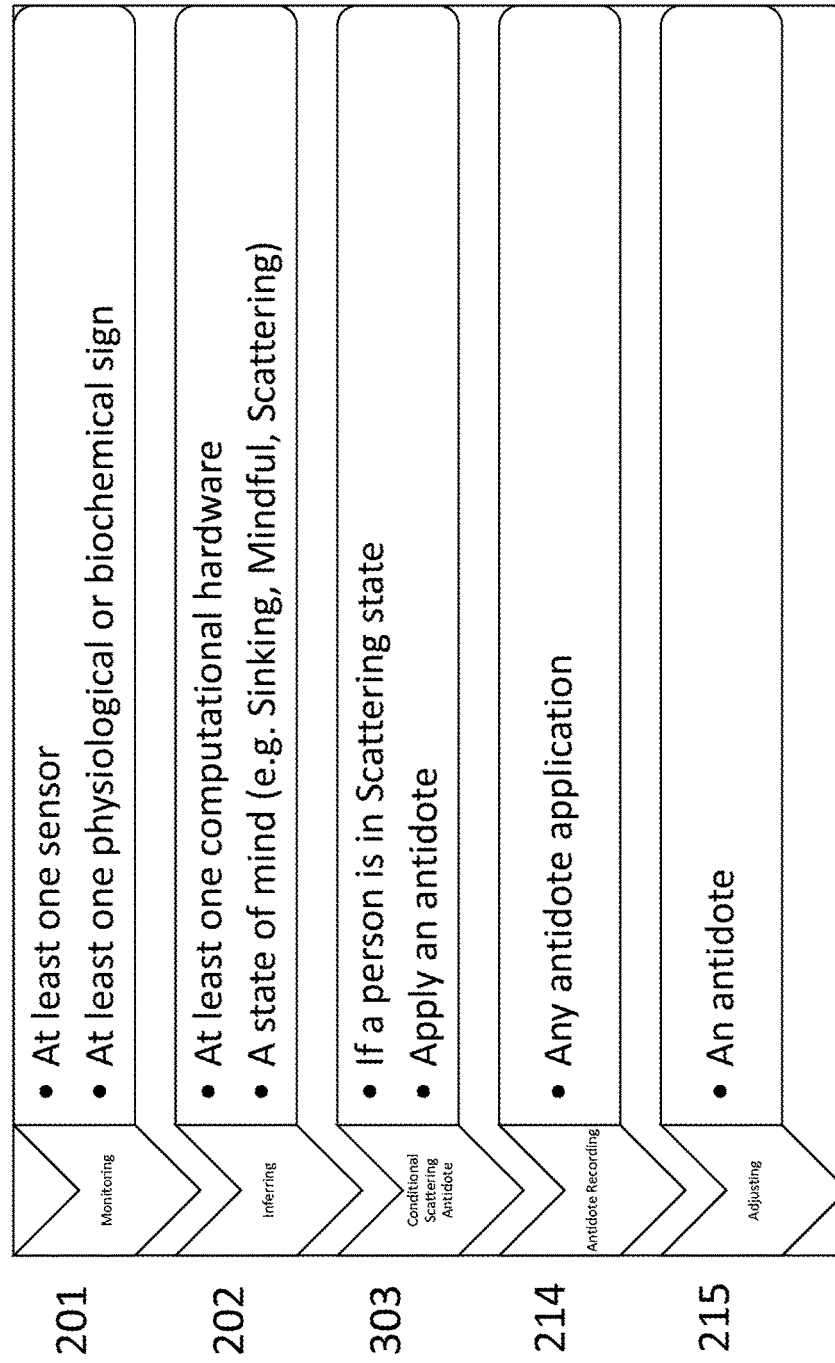 201
Monitoring
• At least one sensor
• At least one physiological or biochemical sign
202
Inferring
• At least one computational hardware
• A state of mind (e.g. Sinking, Mindful, Scattering)
303
Conditional
Scattering
Antidote
• If a person is in Scattering state
• Apply an antidote
214
Antidote Recording
• Any antidote application
215
Adjusting
• An antidote